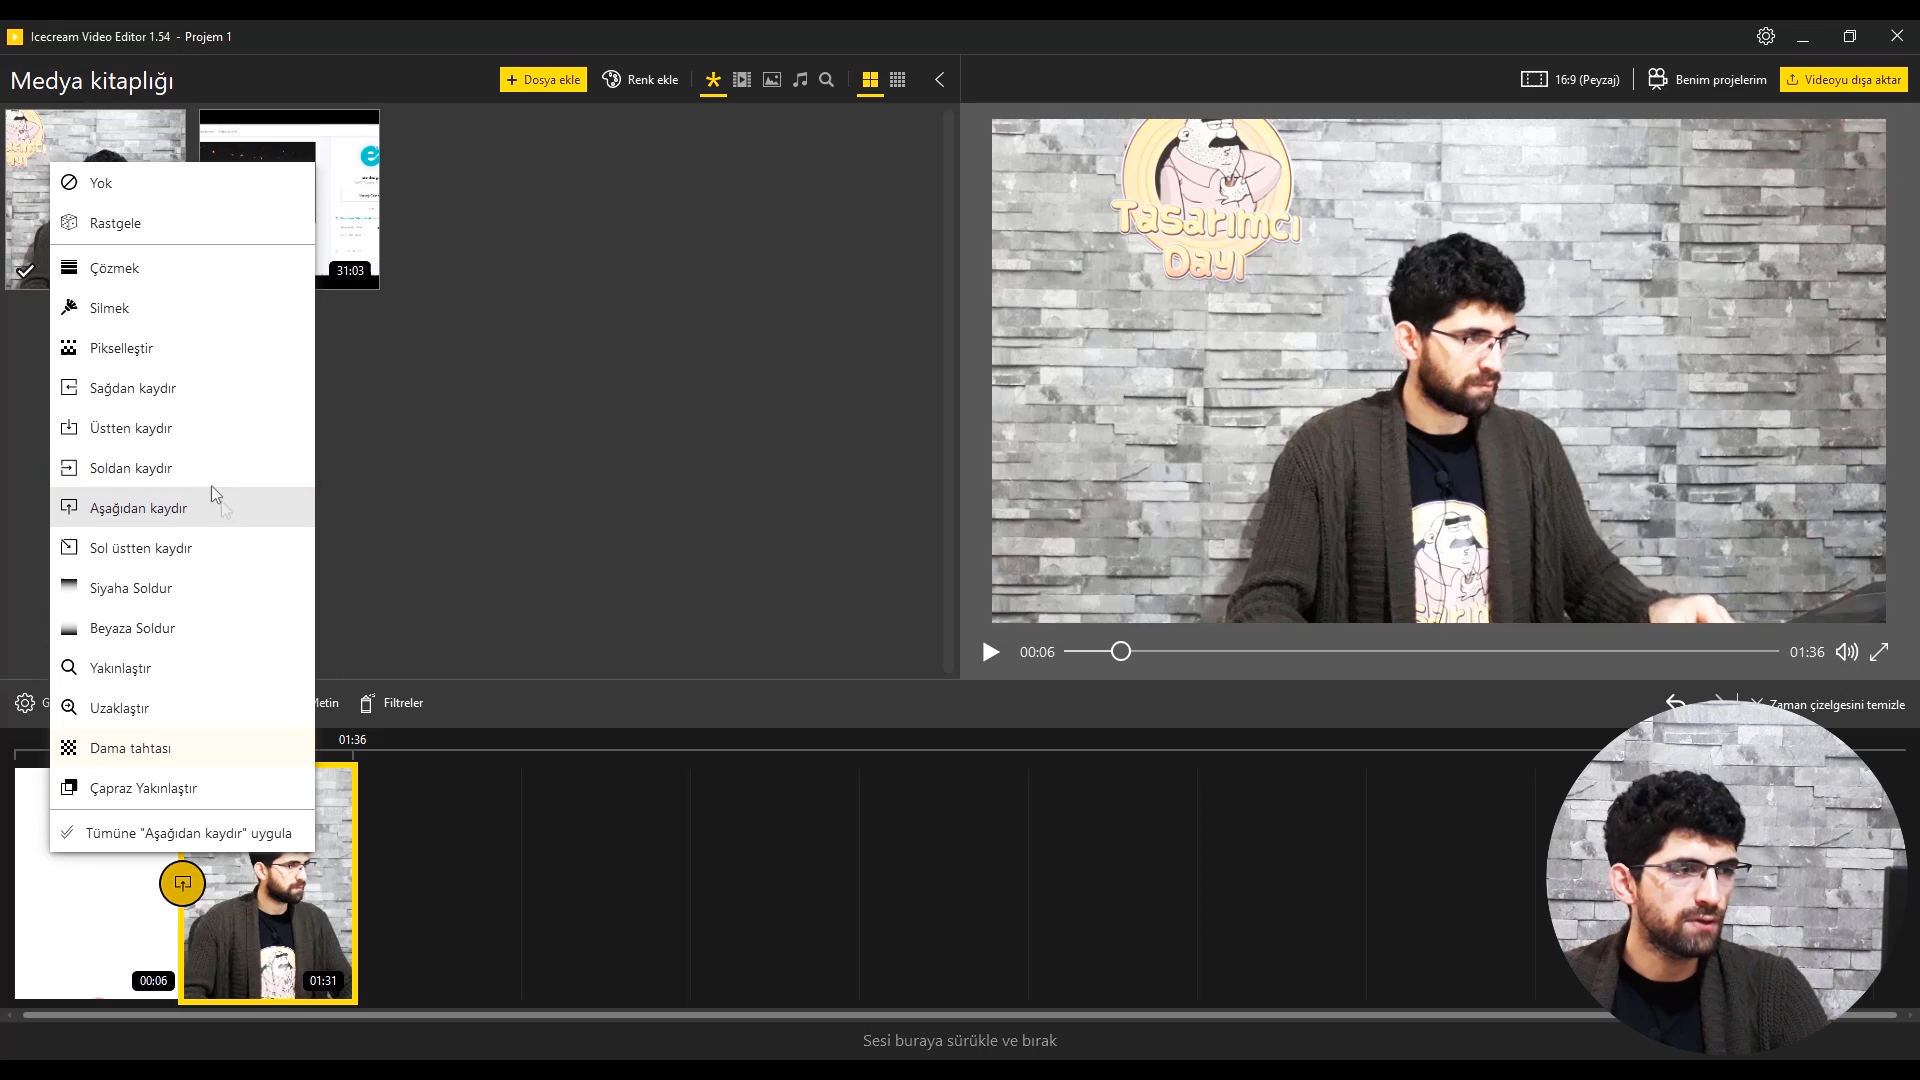 Icecream Video Editor 1.54 - Projem 1
Medya kitaplığı
+ Dosya ekle
Renk ekle
16:9 (Peyzaj)
Benim projelerim
Videoyu dışa aktar
31:03
Yok
Rastgele
Çözmek
Silmek
Pikselleştir
Sağdan kaydır
Üstten kaydır
Soldan kaydır
Aşağıdan kaydır
Sol üstten kaydır
Siyaha Soldur
Beyaza Soldur
Yakınlaştır
Uzaklaştır
Dama tahtası
Çapraz Yakınlaştır
Tümüne "Aşağıdan kaydır" uygula
Tasarımcı
Dayı
00:06
01:36
Metin
Filtreler
Zaman çizelgesini temizle
01:36
00:06
01:31
Sesi buraya sürükle ve bırak